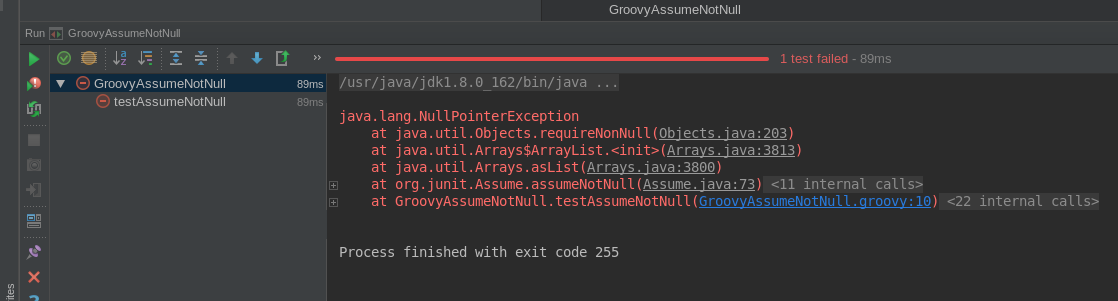 GroovyAssumeNotNull
Run GroovyAssumeNotNull
1 test failed - 89ms
GroovyAssumeNotNull 89ms
testAssumeNotNull 89ms
/usr/java/jdk1.8.0_162/bin/java ...
java.lang.NullPointerException
at java.util.Objects.requireNonNull(Objects.java:203)
at java.util.Arrays$ArrayList.<init>(Arrays.java:3813)
at java.util.Arrays.asList(Arrays.java:3800)
at org.junit.Assume.assumeNotNull(Assume.java:73) <11 internal calls>
at GroovyAssumeNotNull.testAssumeNotNull(GroovyAssumeNotNull.groovy:10) <22 internal calls>
Process finished with exit code 255